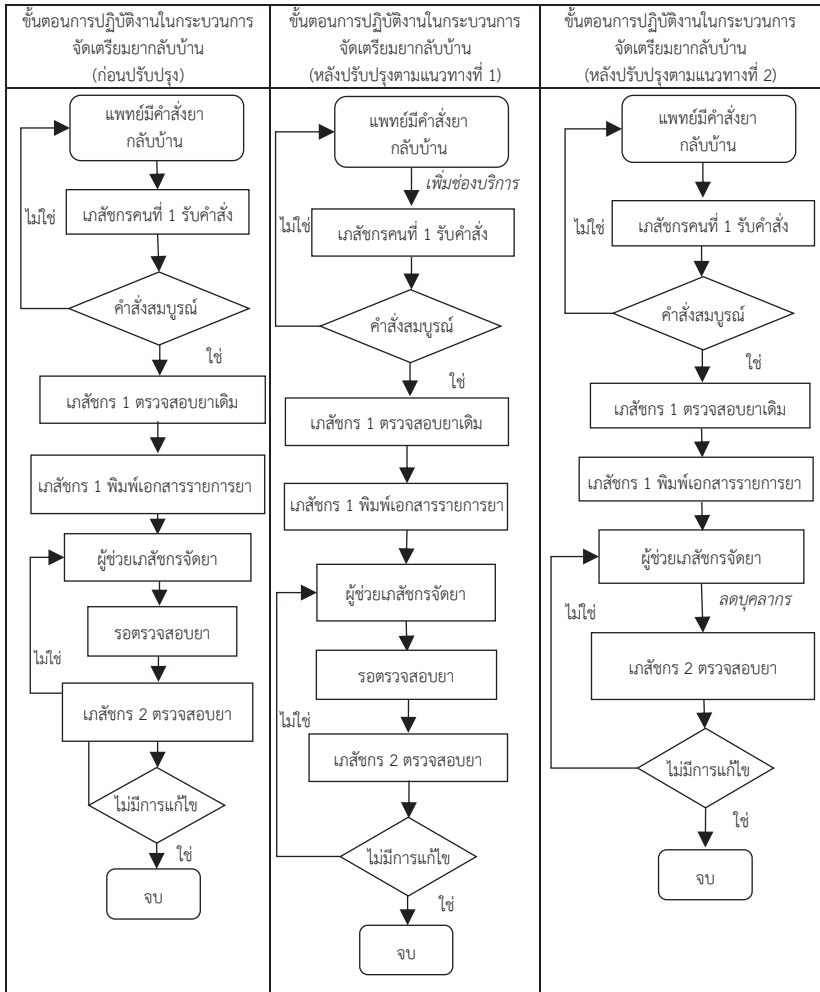 ขั้นตอนการปฏิบัติงานในกระบวนการ
จัดเตรียมยากลับบ้าน
(ก่อนปรับปรุง)
แพทย์มีคำสั่งยา
กลับบ้าน
ไม่ใช่
เภสัชกรคนที่ 1 รับคำสั่ง
คำสั่งสมบูรณ์
ใช่
เภสัชกร 1 ตรวจสอบยาเดิม
เภสัชกร 1 พิมพ์เอกสารรายการยา
ผู้ช่วยเภสัชกรจัดยา
รอตรวจสอบยา
ไม่ใช่
เภสัชกร 2 ตรวจสอบยา
ไม่มีการแก้ไข
ใช่
จบ
ขั้นตอนการปฏิบัติงานในกระบวนการ
จัดเตรียมยากลับบ้าน
(หลังปรับปรุงตามแนวทางที่ 1)
แพทย์มีคำสั่งยา
กลับบ้าน
เพิ่มช่องบริการ
ไม่ใช่
เภสัชกรคนที่ 1 รับคำสั่ง
คำสั่งสมบูรณ์
ใช่
เภสัชกร 1 ตรวจสอบยาเดิม
เภสัชกร 1 พิมพ์เอกสารรายการยา
ผู้ช่วยเภสัชกรจัดยา
รอตรวจสอบยา
ไม่ใช่
เภสัชกร 2 ตรวจสอบยา
ไม่มีการแก้ไข
ใช่
จบ
ขั้นตอนการปฏิบัติงานในกระบวนการ
จัดเตรียมยากลับบ้าน
(หลังปรับปรุงตามแนวทางที่ 2)
แพทย์มีคำสั่งยา
กลับบ้าน
ไม่ใช่
เภสัชกรคนที่ 1 รับคำสั่ง
คำสั่งสมบูรณ์
ใช่
เภสัชกร 1 ตรวจสอบยาเดิม
เภสัชกร 1 พิมพ์เอกสารรายการยา
ผู้ช่วยเภสัชกรจัดยา
ลดบุคลากร
ไม่ใช่
เภสัชกร 2 ตรวจสอบยา
ไม่มีการแก้ไข
ใช่
จบ